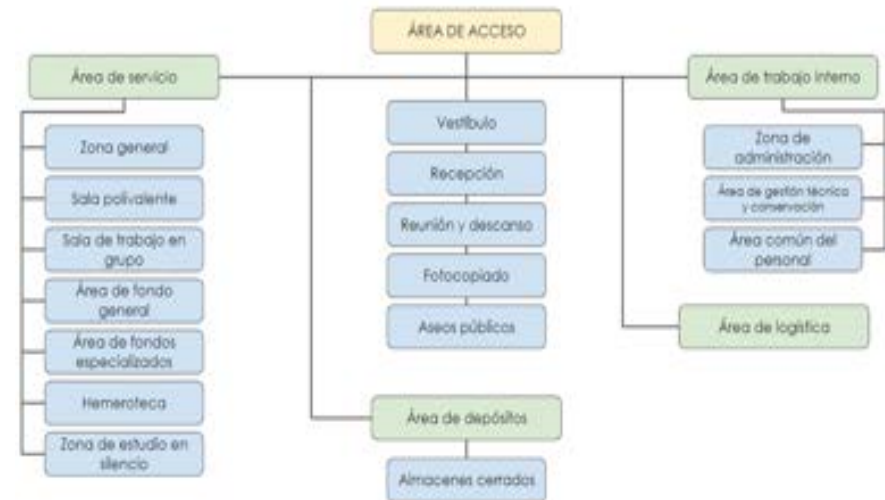 ÁREA DE ACCESO
Área de servicio
Zona general
Sala polivalente
Sala de trabajo en
grupo
Área de fondo
general
Área de fondos
especializados
Hemeroteca
Zona de estudio en
silencio
Vestíbulo
Recepción
Reunión y descanso
Fotocopiado
Aseos públicos
Área de depósitos
Almacenes cerrados
Área de trabajo interno
Zona de
administración
Área de gestión técnica
y conservación
Área común del
personal
Área de logística